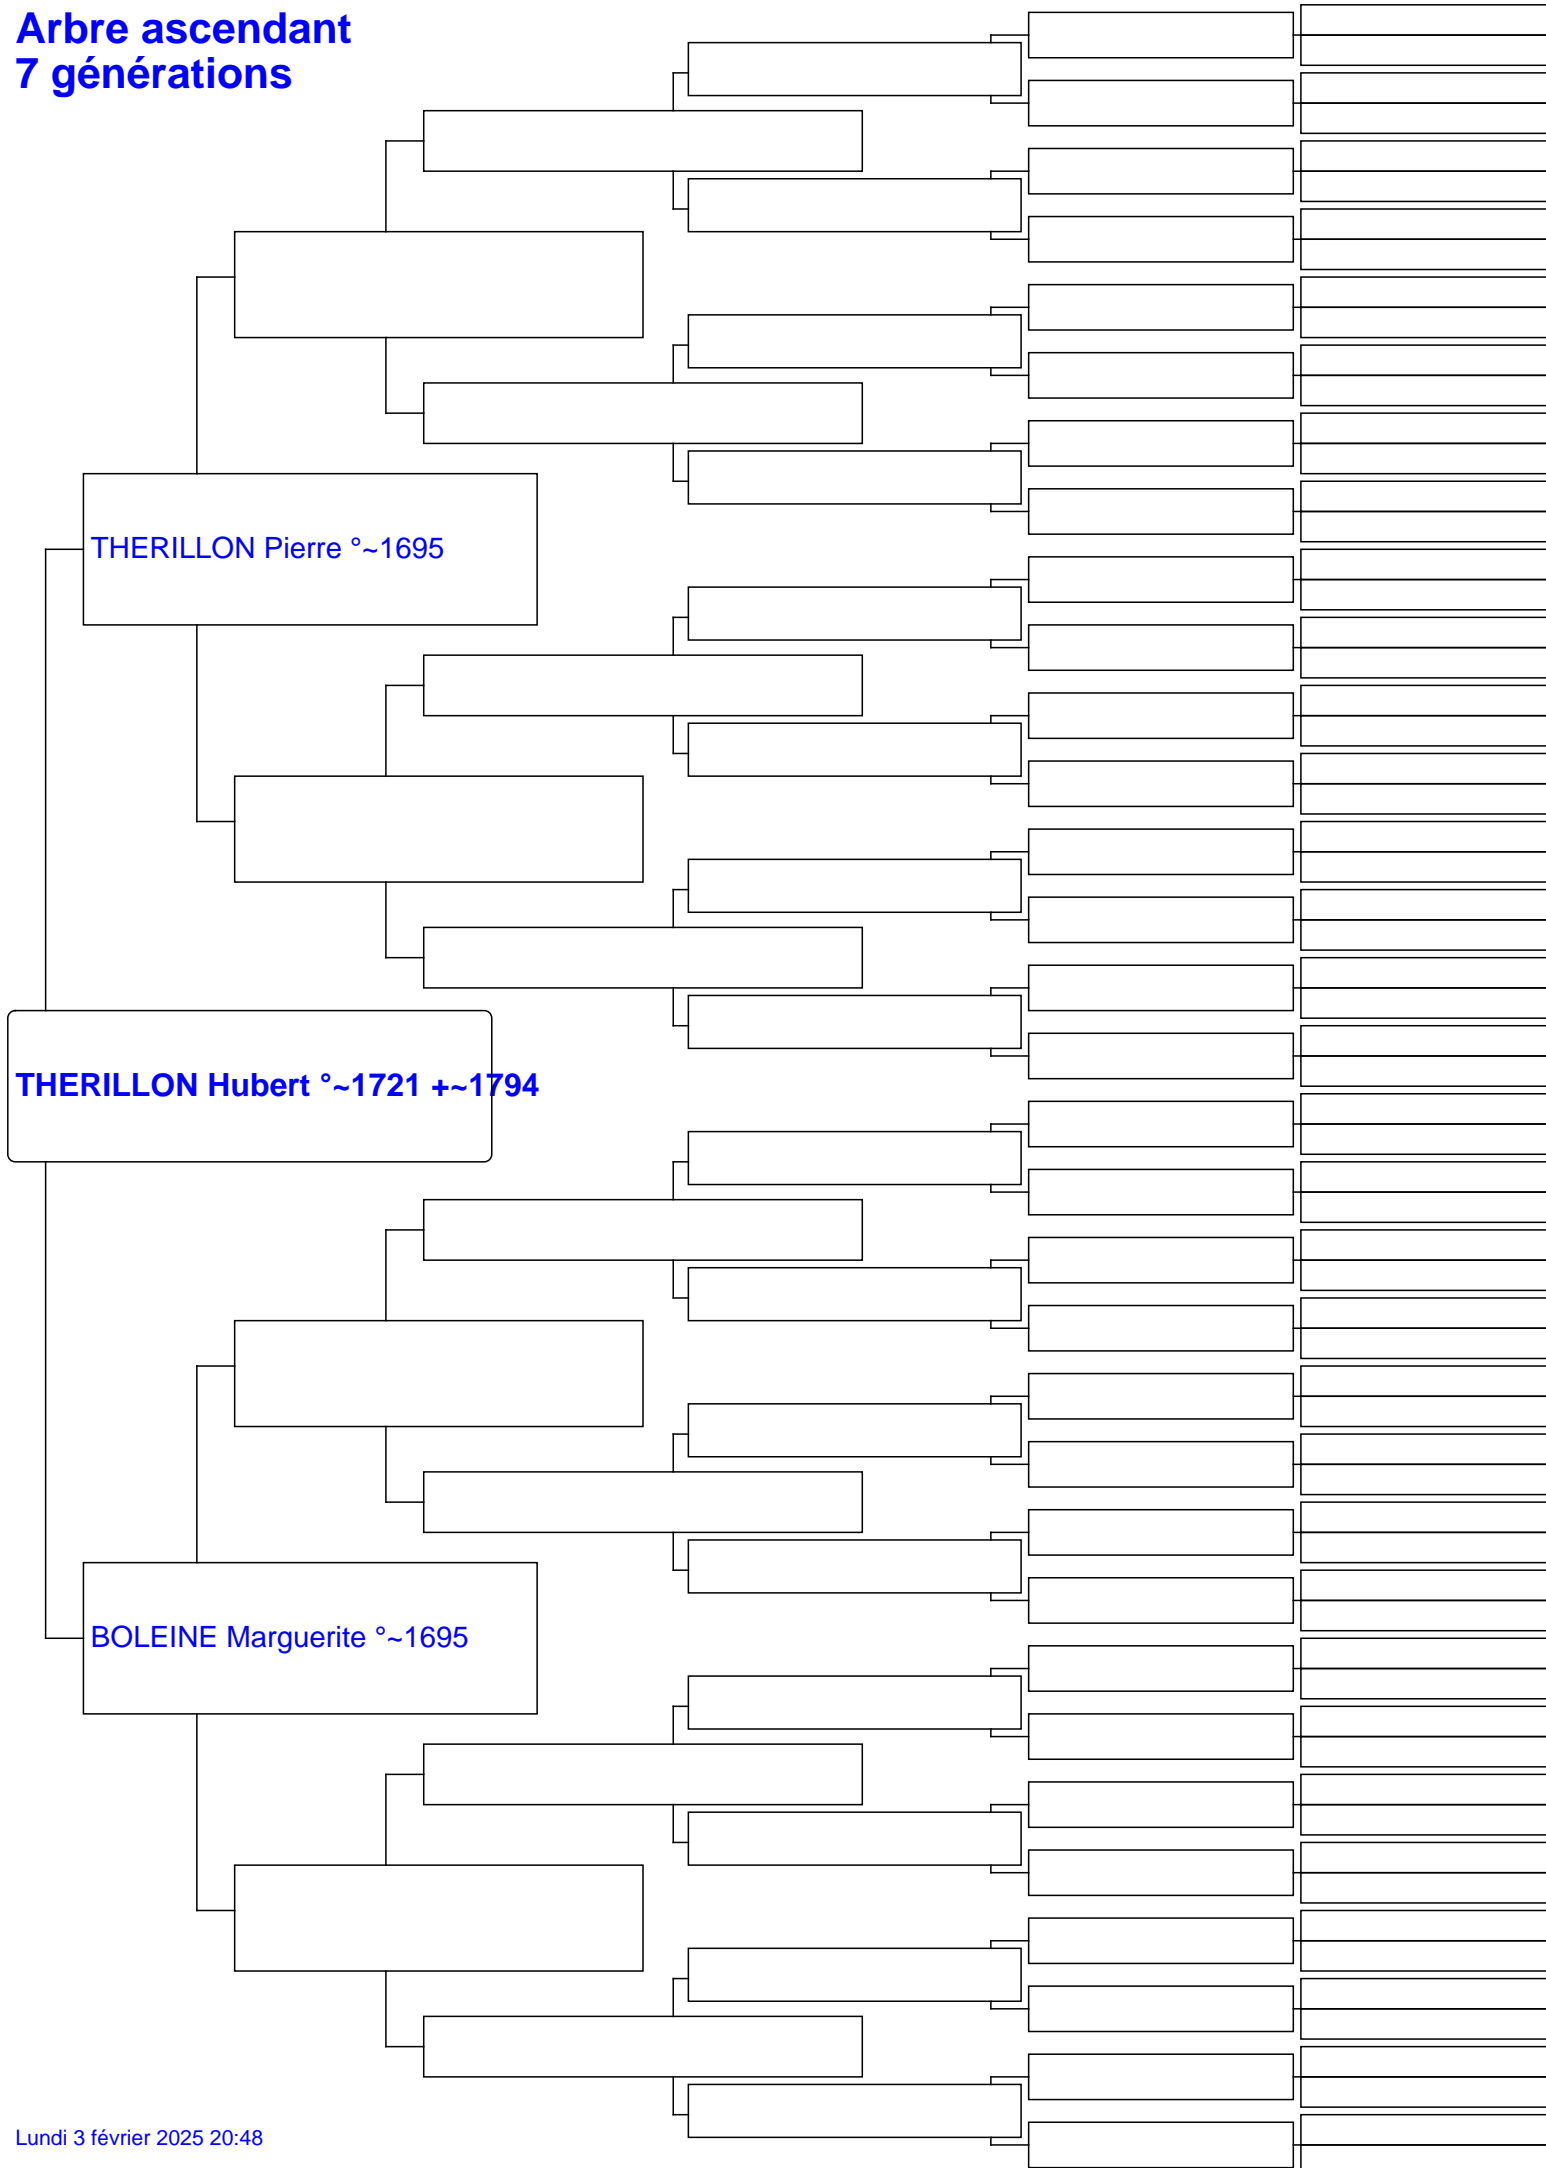 Arbre ascendant
7 générations
THERILLON Pierre °~1695
THERILLON Hubert °~1721 +~1794
BOLEINE Marguerite °~1695
Lundi 3 février 2025 20:48